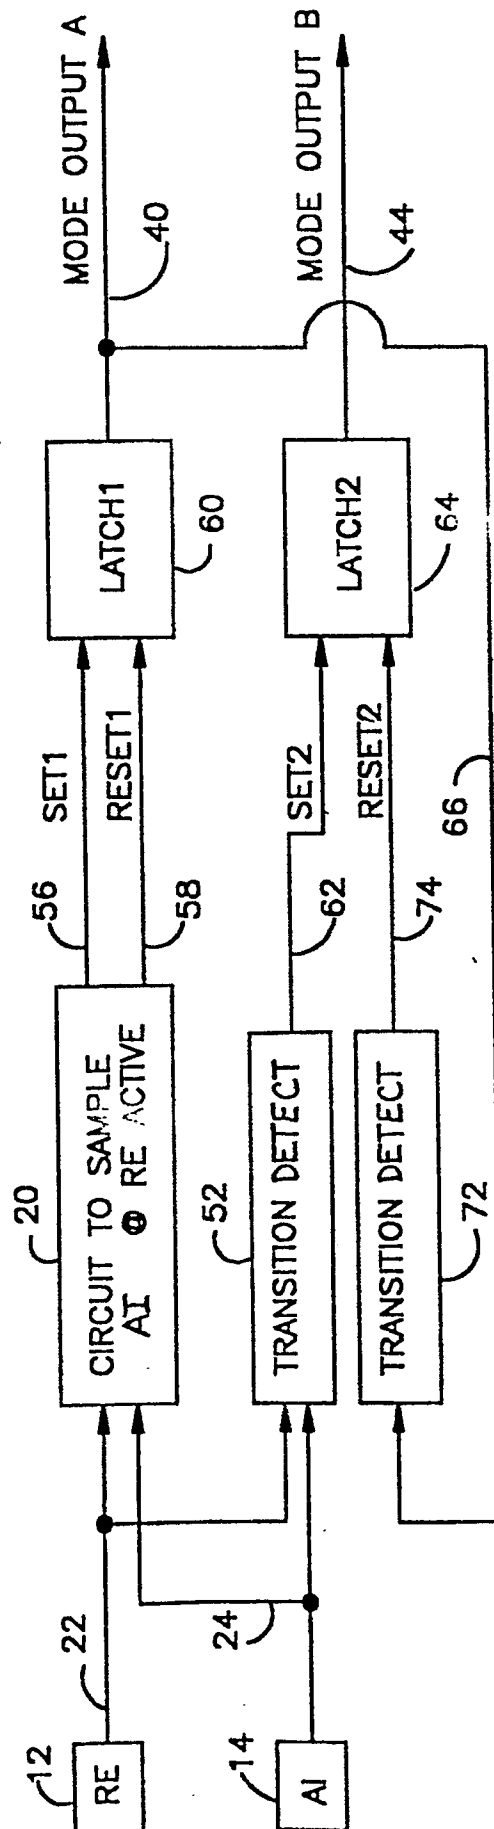 12
RE
22
14
AI
24
20
CIRCUIT TO SAMPLE
AI @ RE ACTIVE
52
TRANSITION DETECT
TRANSITION DETECT
72
56
SET1
58
RESET1
62
SET2
74
RESET2
66
LATCH1
60
LATCH2
64
MODE OUTPUT A
40
MODE OUTPUT B
44